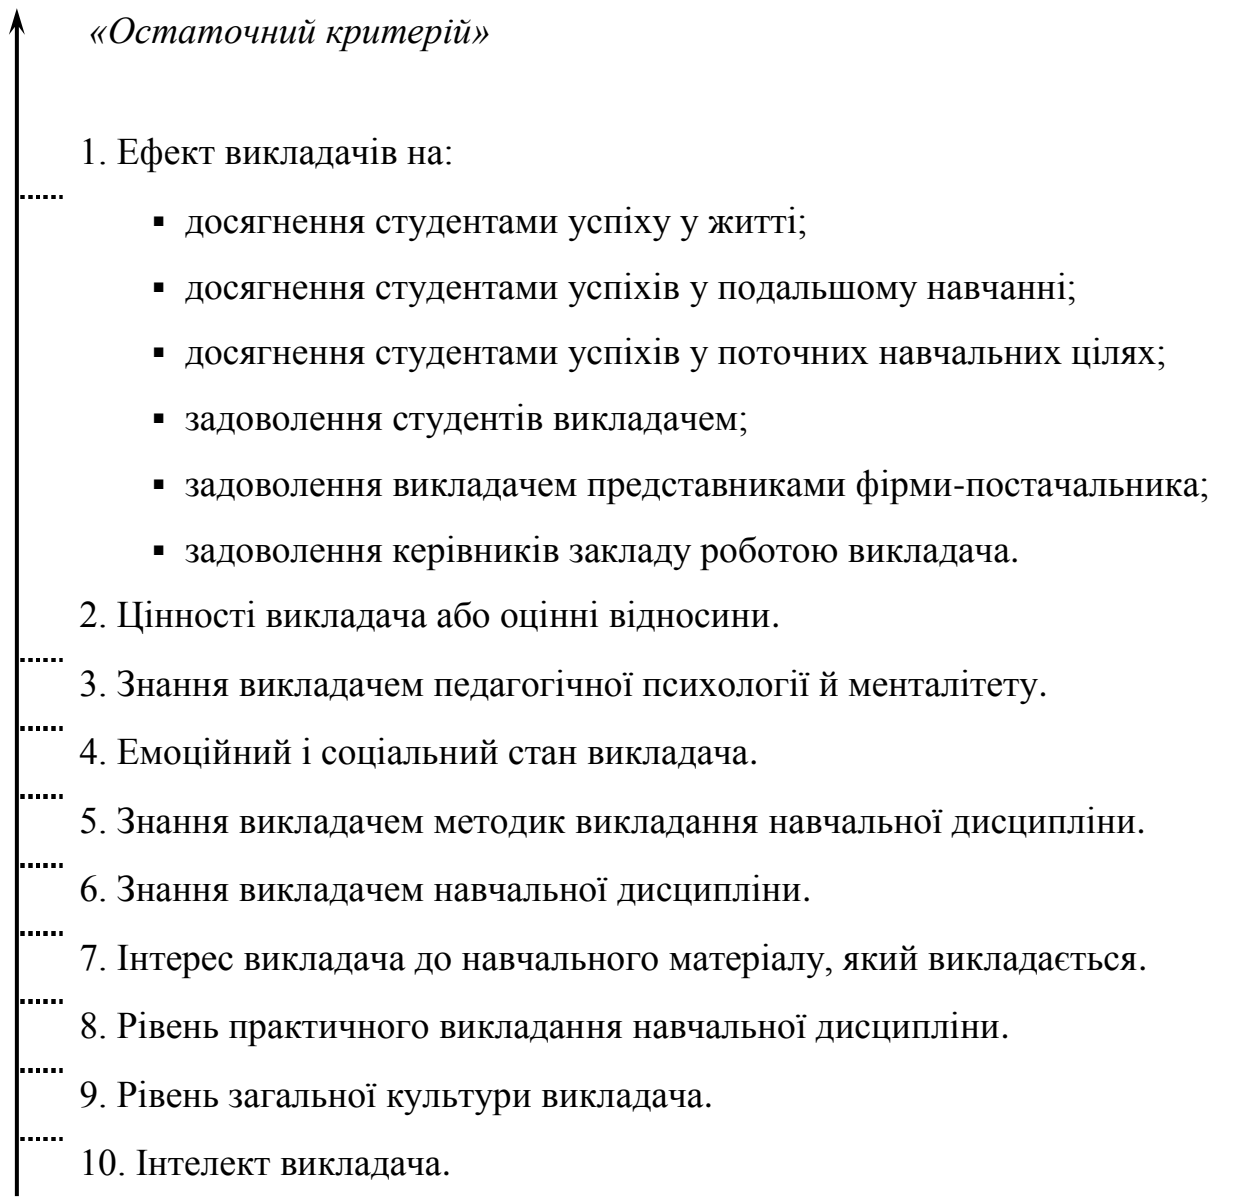 «Остаточний критерій»
1. Ефект викладачів на:
▪ досягнення студентами успіху у житті;
▪ досягнення студентами успіхів у подальшому навчанні;
▪ досягнення студентами успіхів у поточних навчальних цілях;
▪ задоволення студентів викладачем;
▪ задоволення викладачем представниками фірми-постачальника;
▪ задоволення керівників закладу роботою викладача.
2. Цінності викладача або оцінні відносини.
3. Знання викладачем педагогічної психології й менталітету.
4. Емоційний і соціальний стан викладача.
5. Знання викладачем методик викладання навчальної дисципліни.
6. Знання викладачем навчальної дисципліни.
7. Інтерес викладача до навчального матеріалу, який викладається.
8. Рівень практичного викладання навчальної дисципліни.
9. Рівень загальної культури викладача.
10. Інтелект викладача.